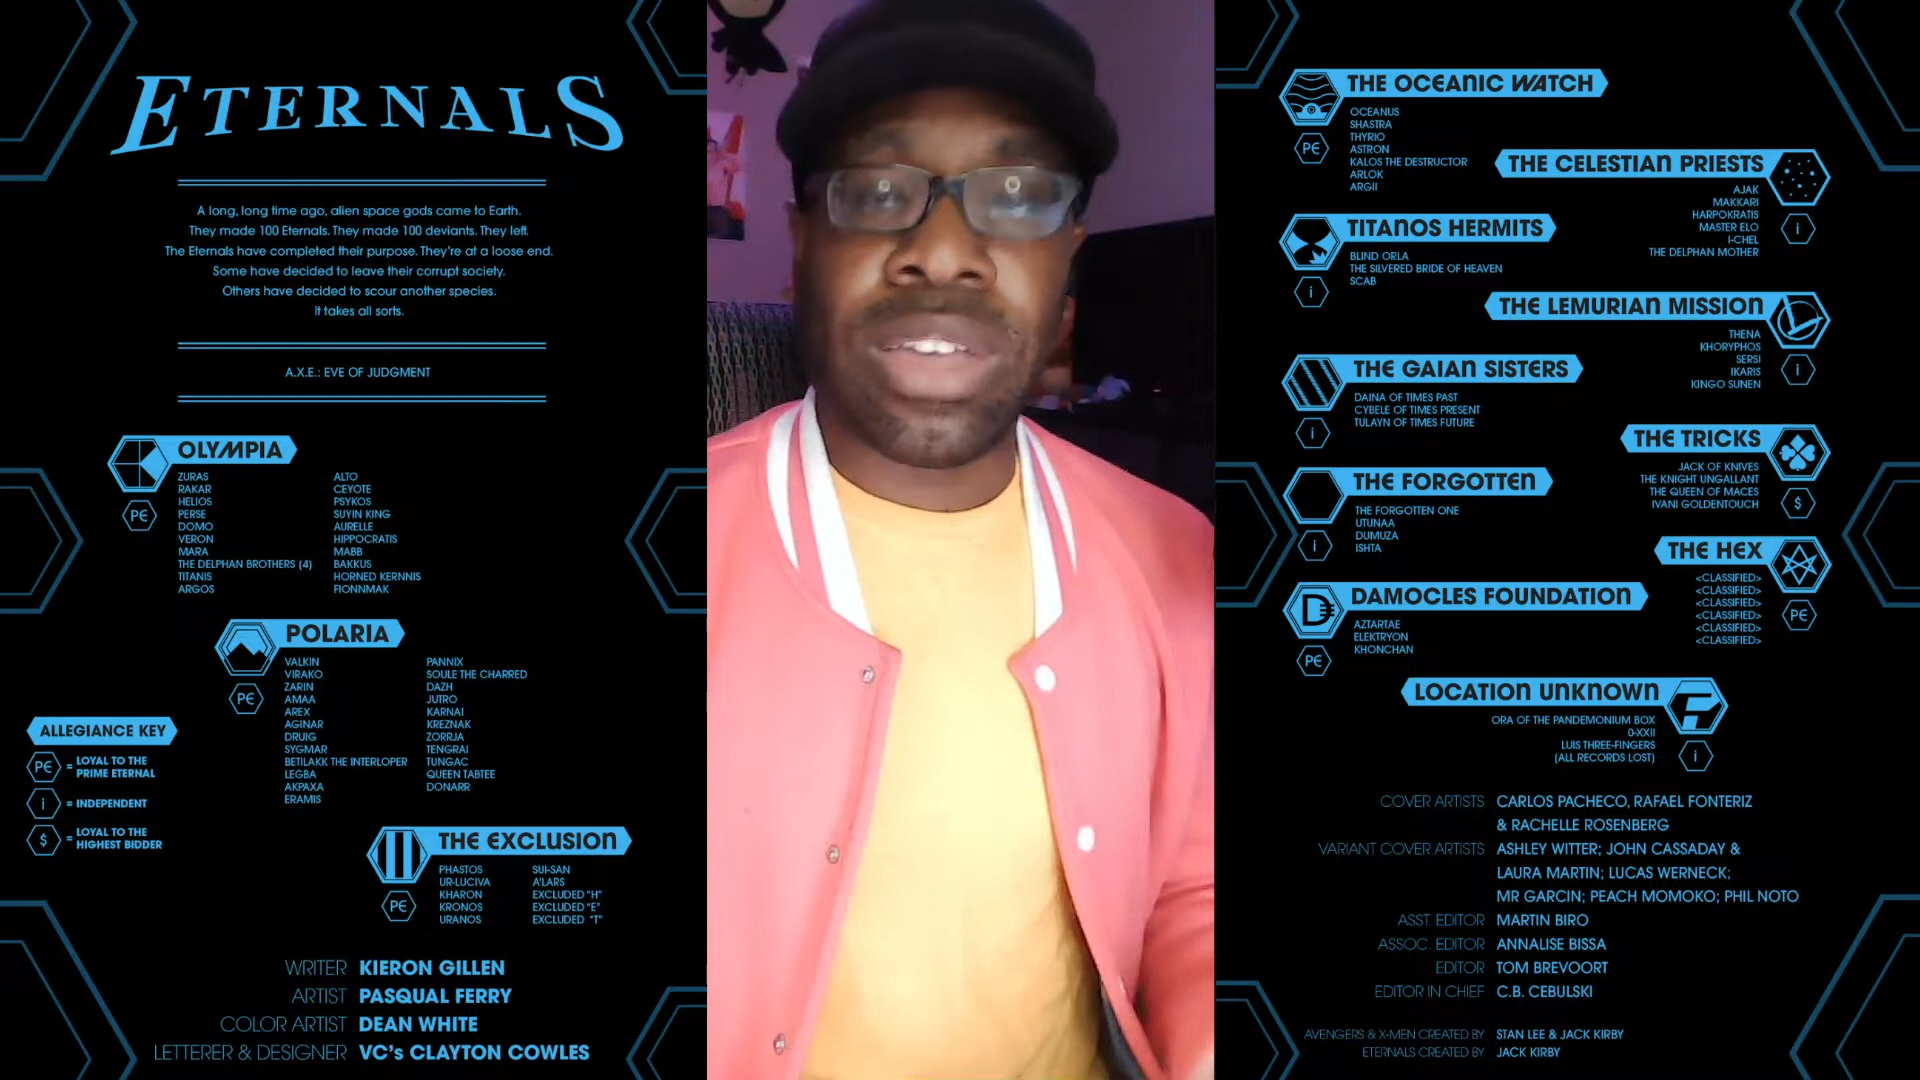 ETERNALS
A long, long time ago, alien space gods came to Earth.
They made 100 Eternals. They made 100 deviants. They left.
The Eternals have completed their purpose. They're at a loose end.
Some have decided to leave their corrupt society.
Others have decided to scour another species.
It takes all sorts.
A.X.E.: EVE OF JUDGMENT
OLYMPIA
PE
ZURAS
RAKAR
HELIOS
PERSE
DOMO
VERON
MARA
THE DELPHAN BROTHERS (4)
TITANIS
ARGOS
ALTO
CEYOTE
PSYKOS
SUYIN KING
AURELLE
HIPPOCRATIS
MABB
BAKKUS
HORNED KERNNIS
FIONNMAK
POLARIA
PE
VALKIN
VIRAKO
ZARIN
AMAA
AREX
AGINAR
DRUIG
SYGMAR
BETILAKK THE INTERLOPER
LEGBA
AKPAXA
ERAMIS
PANNIX
SOULE THE CHARRED
DAZH
JUTRO
KARNAI
KREZNAK
ZORRJA
TENGRAI
TUNGAC
QUEEN TABTEE
DONARR
ALLEGIANCE KEY
PE = LOYAL TO THE
PRIME ETERNAL
i = INDEPENDENT
$ = LOYAL TO THE
HIGHEST BIDDER
THE EXCLUSION
PE
PHASTOS
UR-LUCIVA
KHARON
KRONOS
URANOS
SUI-SAN
A'LARS
EXCLUDED "H"
EXCLUDED "E"
EXCLUDED "T"
WRITER KIERON GILLEN
ARTIST PASQUAL FERRY
COLOR ARTIST DEAN WHITE
LETTERER & DESIGNER VC's CLAYTON COWLES
THE OCEANIC WATCH
PE
OCEANUS
SHASTRA
THYRIO
ASTRON
KALOS THE DESTRUCTOR
ARLOK
ARGII
THE CELESTIAN PRIESTS
i
AJAK
MAKKARI
HARPOKRATIS
MASTER ELO
I-CHEL
THE DELPHAN MOTHER
TITANOS HERMITS
i
BLIND ORLA
THE SILVERED BRIDE OF HEAVEN
SCAB
THE LEMURIAN MISSION
i
THENA
KHORYPHOS
SERSI
IKARIS
KINGO SUNEN
THE GAIAN SISTERS
i
DAINA OF TIMES PAST
CYBELE OF TIMES PRESENT
TULAYN OF TIMES FUTURE
THE TRICKS
$
JACK OF KNIVES
THE KNIGHT UNGALLANT
THE QUEEN OF MACES
IVANI GOLDENTOUCH
THE FORGOTTEN
i
THE FORGOTTEN ONE
UTUNAA
DUMUZA
ISHTA
THE HEX
PE
<CLASSIFIED>
<CLASSIFIED>
<CLASSIFIED>
<CLASSIFIED>
<CLASSIFIED>
<CLASSIFIED>
D
DAMOCLES FOUNDATION
PE
AZTARTAE
ELEKTRYON
KHONCHAN
LOCATION UNKNOWN
i
ORA OF THE PANDEMONIUM BOX
0-XXII
LUIS THREE-FINGERS
(ALL RECORDS LOST)
COVER ARTISTS CARLOS PACHECO, RAFAEL FONTERIZ
& RACHELLE ROSENBERG
VARIANT COVER ARTISTS ASHLEY WITTER; JOHN CASSADAY &
LAURA MARTIN; LUCAS WERNECK;
MR GARCIN; PEACH MOMOKO; PHIL NOTO
ASST. EDITOR MARTIN BIRO
ASSOC. EDITOR ANNALISE BISSA
EDITOR TOM BREVOORT
EDITOR IN CHIEF C.B. CEBULSKI
AVENGERS & X-MEN CREATED BY STAN LEE & JACK KIRBY
ETERNALS CREATED BY JACK KIRBY